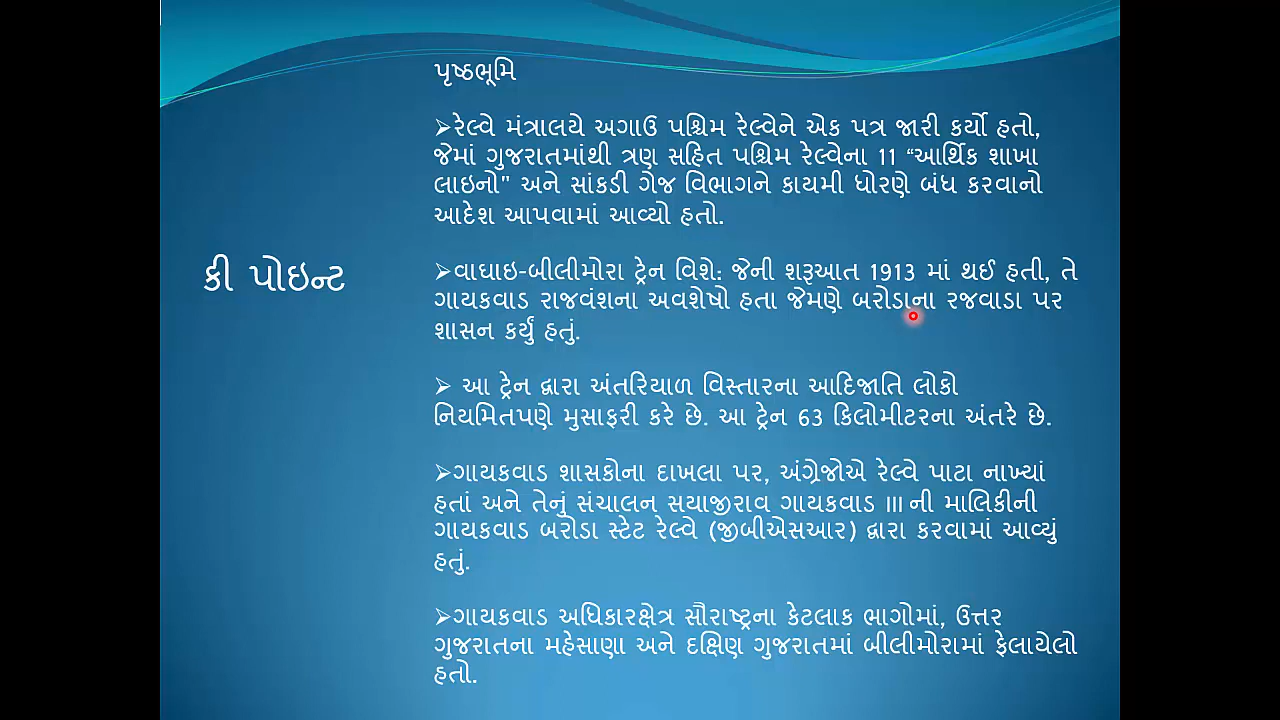 પૃષ્ઠભૂમિ
➢રેલ્વે મંત્રાલયે અગાઉ પશ્ચિમ રેલ્વેને એક પત્ર જારી કર્યો હતો,
જેમાં ગુજરાતમાંથી ત્રણ સહિત પશ્ચિમ રેલ્વેના 11 “આર્થિક શાખા
લાઇનો" અને સાંકડી ગેજ વિભાગને કાયમી ધોરણે બંધ કરવાનો
આદેશ આપવામાં આવ્યો હતો.
કી પોઇન્ટ
➢વાઘાઇ-બીલીમોરા ટ્રેન વિશે: જેની શરૂઆત 1913 માં થઈ હતી, તે
ગાયકવાડ રાજવંશના અવશેષો હતા જેમણે બરોડાના રજવાડા પર
શાસન કર્યું હતું.
➢ આ ટ્રેન દ્વારા અંતરિયાળ વિસ્તારના આદિજાતિ લોકો
નિયમિતપણે મુસાફરી કરે છે. આ ટ્રેન 63 કિલોમીટરના અંતરે છે.
➢ગાયકવાડ શાસકોના દાખલા પર, અંગ્રેજોએ રેલ્વે પાટા નાખ્યાં
હતાં અને તેનું સંચાલન સયાજીરાવ ગાયકવાડ III ની માલિકીની
ગાયકવાડ બરોડા સ્ટેટ રેલ્વે (જીબીએસઆર) દ્વારા કરવામાં આવ્યું
હતું.
➢ગાયકવાડ અધિકારક્ષેત્ર સૌરાષ્ટ્રના કેટલાક ભાગોમાં, ઉત્તર
ગુજરાતના મહેસાણા અને દક્ષિણ ગુજરાતમાં બીલીમોરામાં ફેલાયેલો
હતો.